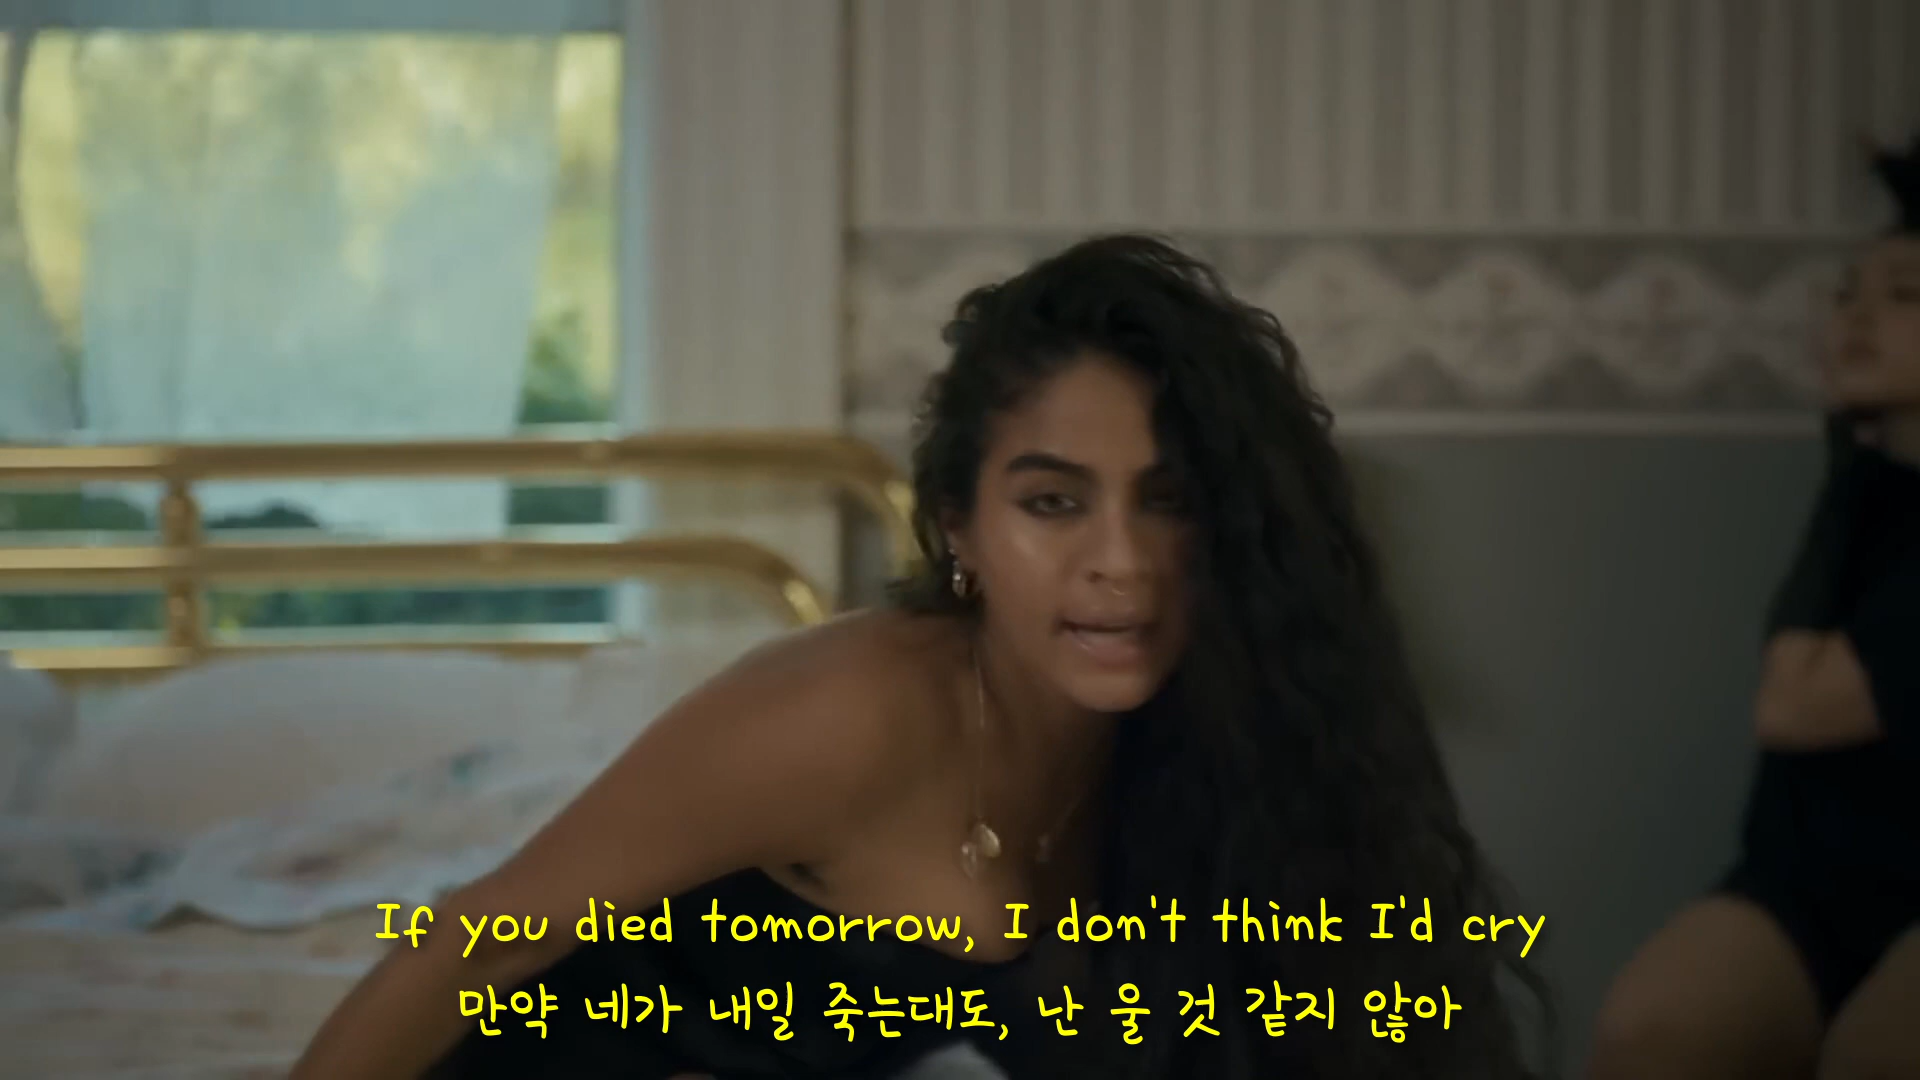 If you died tomorrow, I don't think I'd cry
만약 네가 내일 죽는대도, 난 울 것 같지 않아